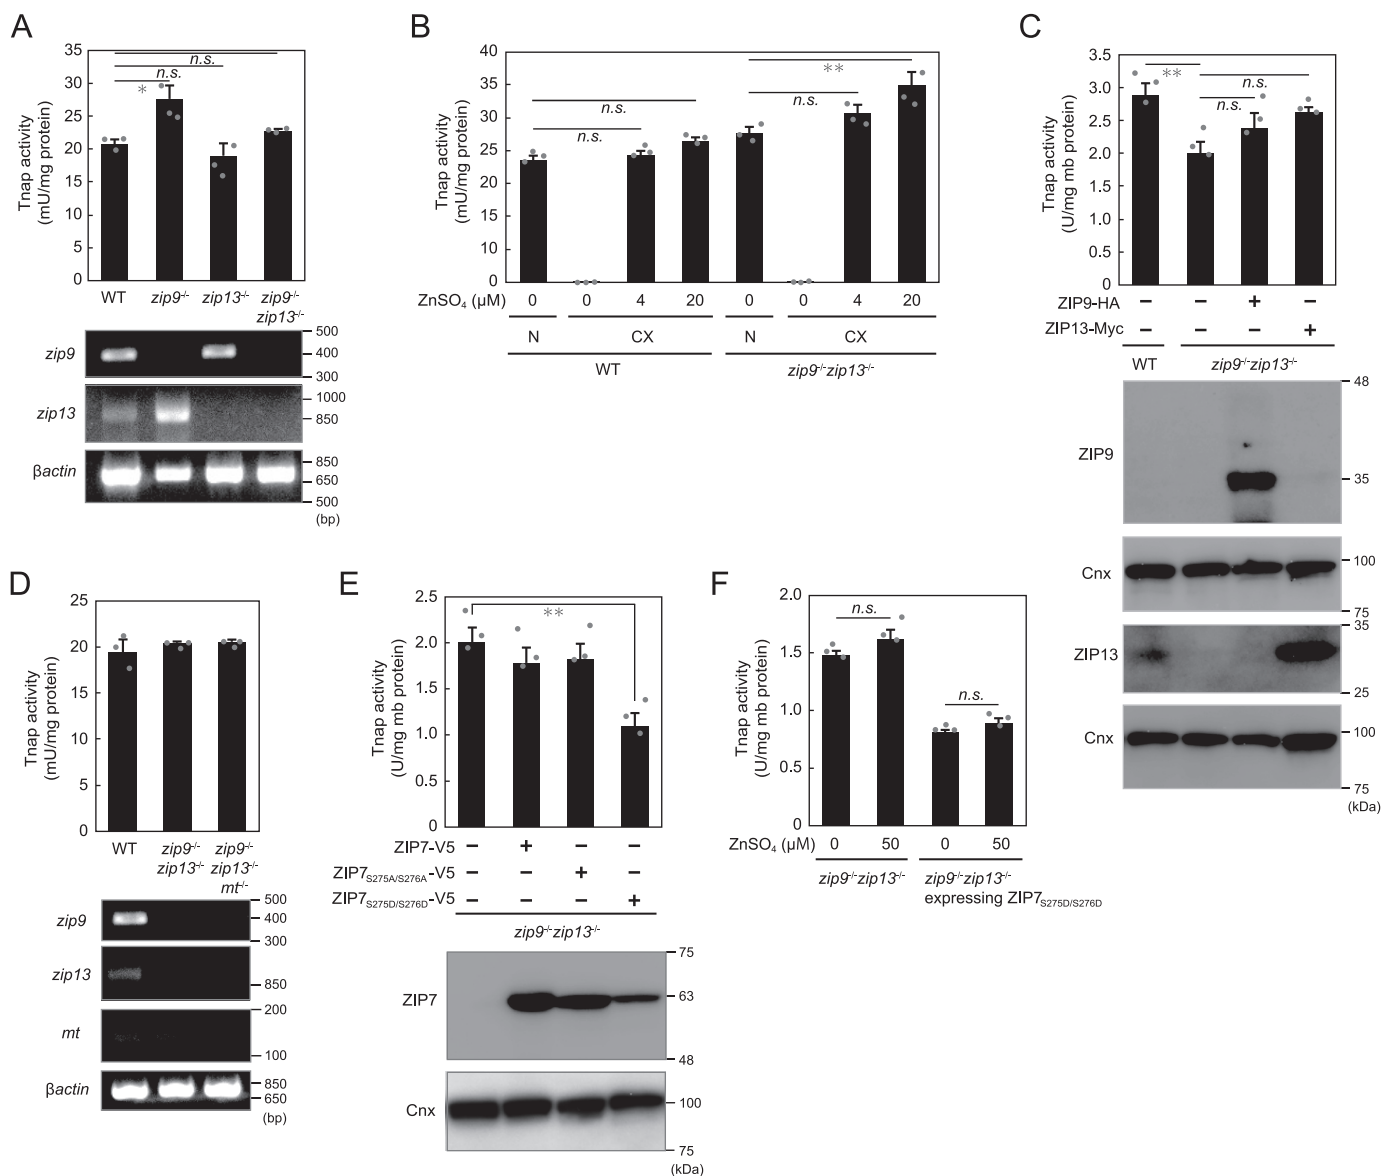 A
Tnap activity
(mU/mg protein)
35
30
25
20
15
10
5
0
n.s.
n.s.
*
WT
zip9-/-
zip13-/-
zip9-/-
zip13-/-
zip9
500
400
300
zip13
1000
850
βactin
850
650
500
(bp)
B
Tnap activity
(mU/mg protein)
40
35
30
25
20
35
30
0
n.s.
n.s.
**
n.s.
ZnSO4 (μM)
0 0 4 20 0 0 4 20
N CX N CX
WT
zip9-/-zip13-/-
C
Tnap activity
(U/mg mb protein)
3.5
3.0
2.5
2.0
1.5
1.0
0.5
0
**
n.s.
n.s.
ZIP9-HA − − + −
ZIP13-Myc − − − +
WT
zip9-/-zip13-/-
ZIP9
48
35
Cnx
100
75
ZIP13
35
25
Cnx
100
75
(kDa)
D
Tnap activity
(mU/mg protein)
25
20
15
10
5
0
WT
zip9-/-
zip13-/-
zip9-/-
zip13-/-
mt-/-
zip9
500
400
300
zip13
850
mt
200
100
βactin
850
650
(bp)
E
Tnap activity
(U/mg mb protein)
2.5
2.0
1.5
1.0
0.5
0
**
ZIP7-V5 − + − −
ZIP7S275A/S276A-V5 − − + −
ZIP7S275D/S276D-V5 − − − +
zip9-/-zip13-/-
ZIP7
75
63
48
Cnx
100
75
(kDa)
F
Tnap activity
(U/mg mb protein)
2.0
1.5
1.0
0.5
0
n.s.
n.s.
ZnSO4 (μM) 0 50 0 50
zip9-/-zip13-/-
zip9-/-zip13-/-
expressing ZIP7S275D/S276D